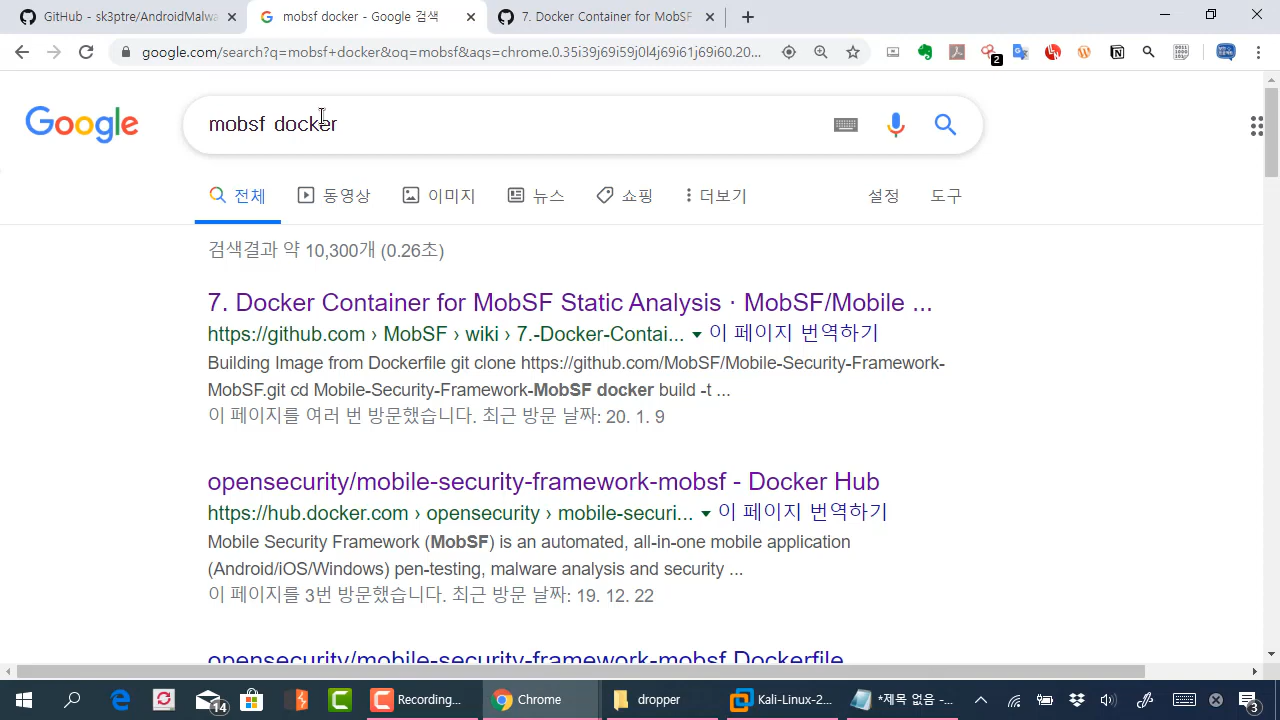 GitHub - sk3ptre/AndroidMalwa
mobsf docker - Google 검색
7. Docker Container for MobSF
google.com/search?q=mobsf+docker&oq=mobsf&aqs=chrome.0.35i39j69i59j0l4j69i61j69i60.20...
2
Google
mobsf docker
전체
동영상
이미지
뉴스
쇼핑
더보기
설정
도구
검색결과 약 10,300개 (0.26초)
7. Docker Container for MobSF Static Analysis · MobSF/Mobile ...
https://github.com › MobSF › wiki › 7.-Docker-Contai... 이 페이지 번역하기
Building Image from Dockerfile git clone https://github.com/MobSF/Mobile-Security-Framework-
MobSF.git cd Mobile-Security-Framework-MobSF docker build -t ...
이 페이지를 여러 번 방문했습니다. 최근 방문 날짜: 20. 1. 9
opensecurity/mobile-security-framework-mobsf - Docker Hub
https://hub.docker.com › opensecurity › mobile-securi... 이 페이지 번역하기
Mobile Security Framework (MobSF) is an automated, all-in-one mobile application
(Android/iOS/Windows) pen-testing, malware analysis and security ...
이 페이지를 3번 방문했습니다. 최근 방문 날짜: 19. 12. 22
opensecurity/mobile-security-framework-mobsf Dockerfile
14
Recording...
Chrome
dropper
Kali-Linux-2...
*제목 없음 -...
3